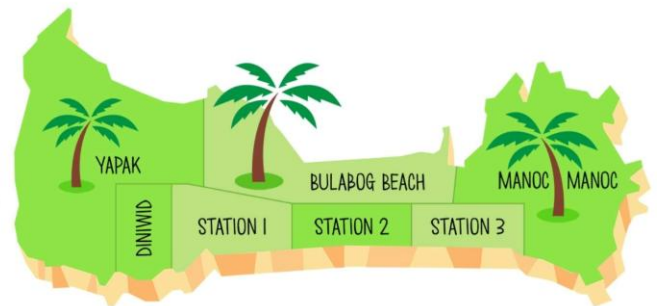 YAPAK
BULABOG BEACH
MANOC MANOC
DINIWID
STATION 1
STATION 2
STATION 3